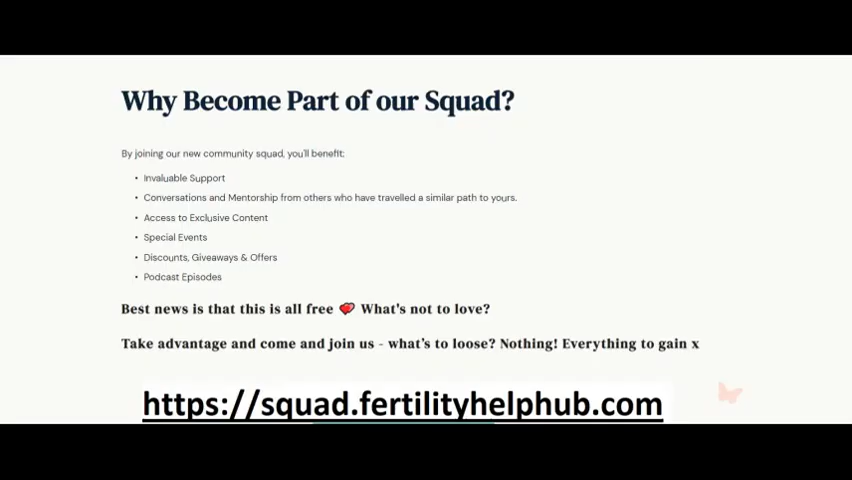 Why Become Part of our Squad?
By joining our new community squad, you'll benefit:
• Invaluable Support
• Conversations and Mentorship from others who have travelled a similar path to yours.
• Access to Exclusive Content
• Special Events
• Discounts, Giveaways & Offers
• Podcast Episodes
Best news is that this is all free 💕 What's not to love?
Take advantage and come and join us - what's to loose? Nothing! Everything to gain x
https://squad.fertilityhelphub.com